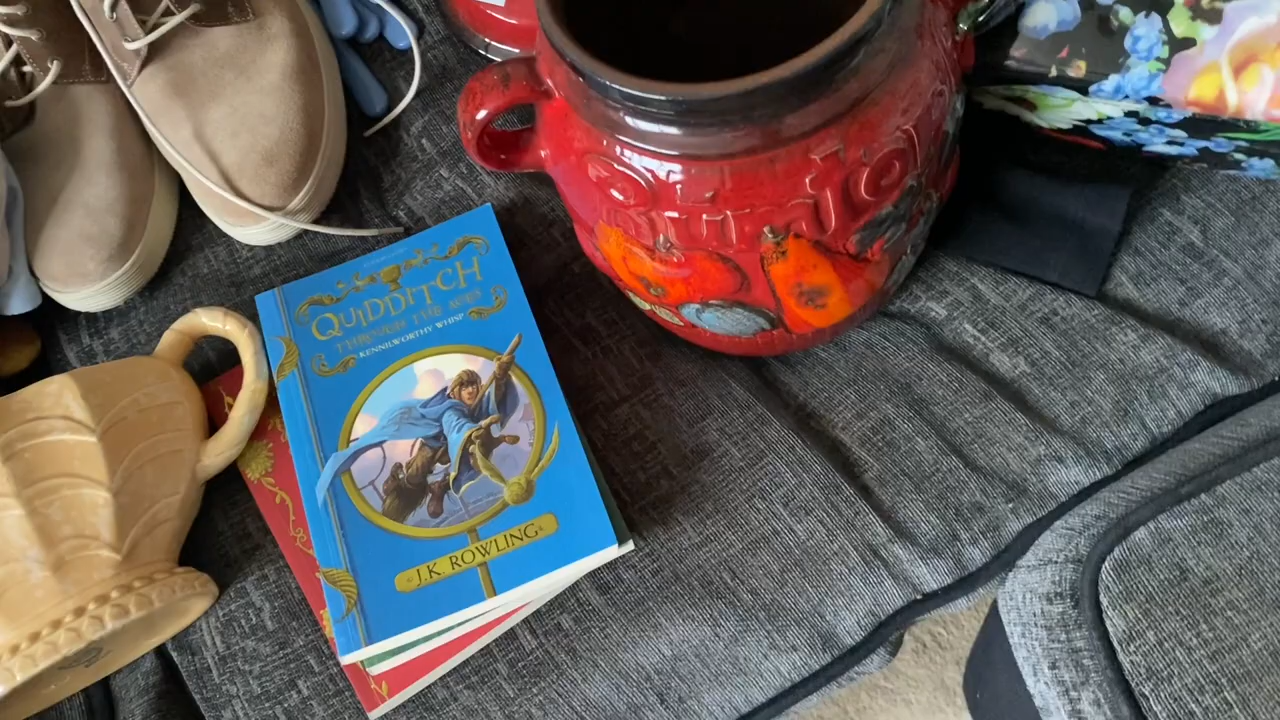 QUIDDITCH
THROUGH THE AGES
KENNILWORTHY WHISP
J.K. ROWLING